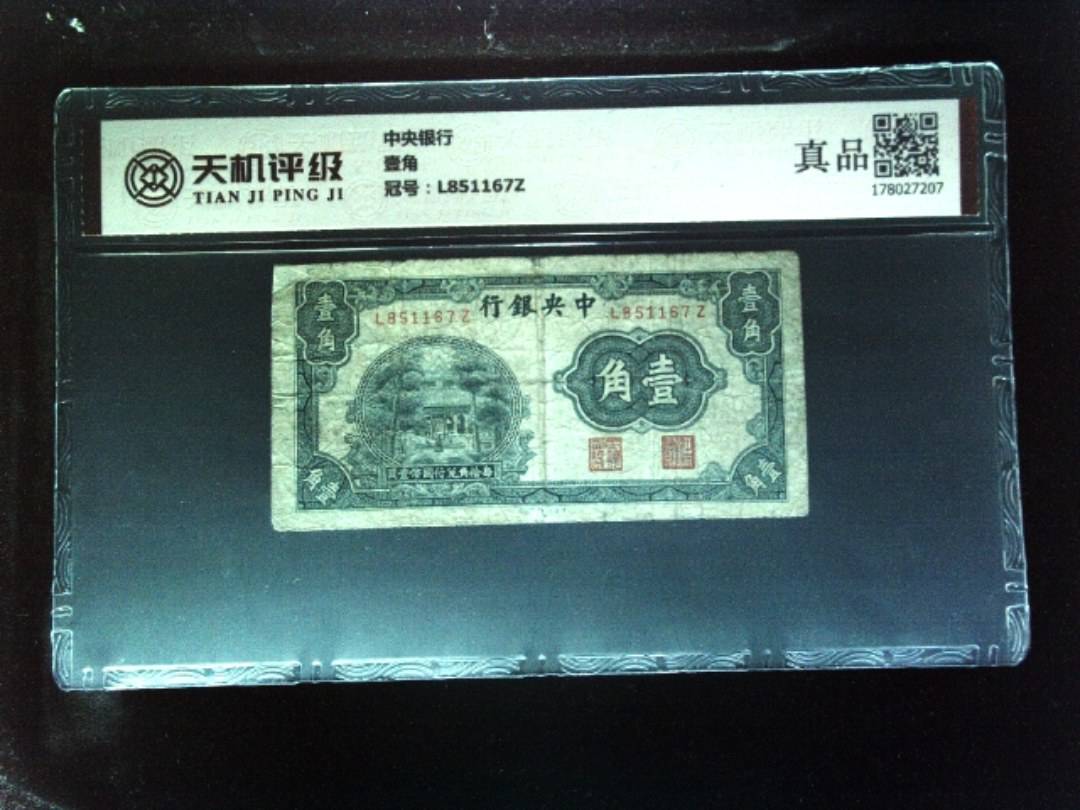 天机评级
TIAN JI PING JI
中央银行
壹角
冠号：L851167Z
真品
178027207
行銀央中
L851167Z
L851167Z
壹角
壹角
角壹
壹角
壹角